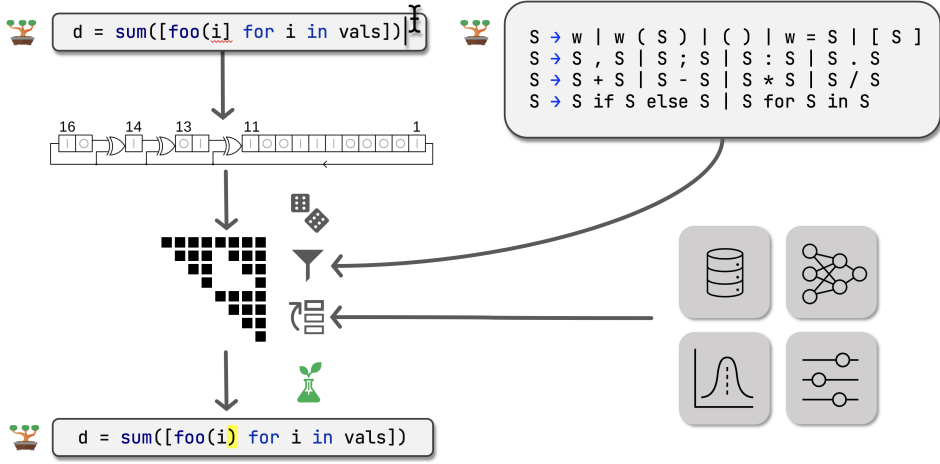 d = sum([foo(i] for i in vals])
S → w | w ( S ) | ( ) | w = S | [ S ]
S → S , S | S ; S | S : S | S . S
S → S + S | S - S | S * S | S / S
S → S if S else S | S for S in S
16 14 13 11 1
d = sum([foo(i) for i in vals])